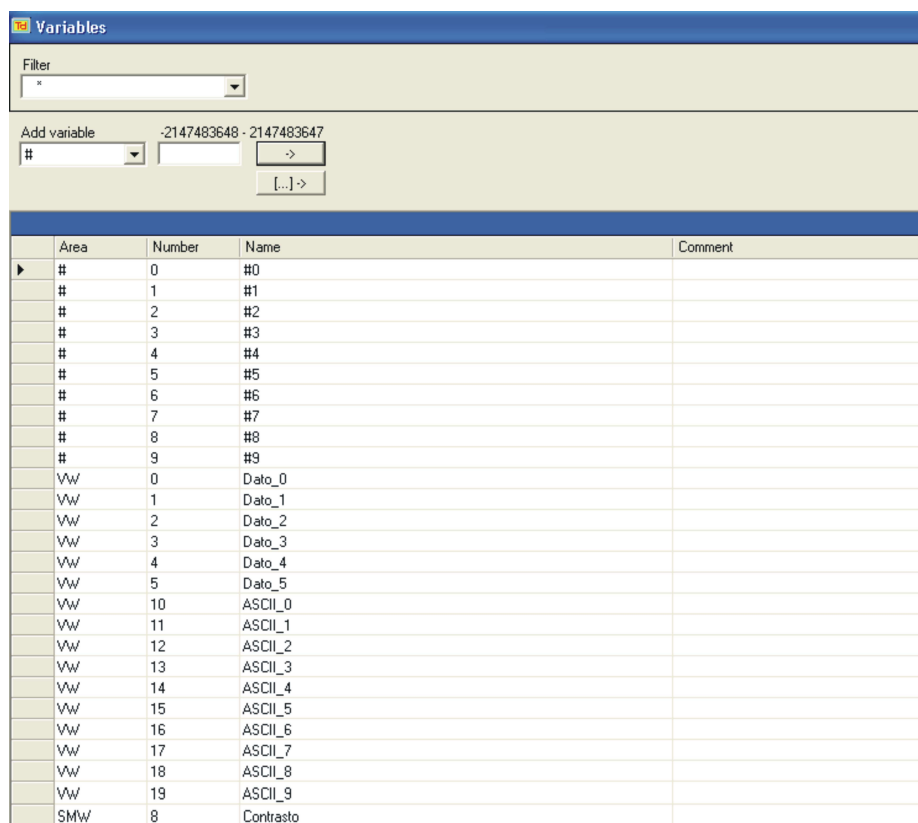 Td Variables
Filter
*
Add variable -2147483648 - 2147483647
# ->
[...] ->
Area Number Name Comment
# 0 #0
# 1 #1
# 2 #2
# 3 #3
# 4 #4
# 5 #5
# 6 #6
# 7 #7
# 8 #8
# 9 #9
VW 0 Dato_0
VW 1 Dato_1
VW 2 Dato_2
VW 3 Dato_3
VW 4 Dato_4
VW 5 Dato_5
VW 10 ASCII_0
VW 11 ASCII_1
VW 12 ASCII_2
VW 13 ASCII_3
VW 14 ASCII_4
VW 15 ASCII_5
VW 16 ASCII_6
VW 17 ASCII_7
VW 18 ASCII_8
VW 19 ASCII_9
SMW 8 Contrasto